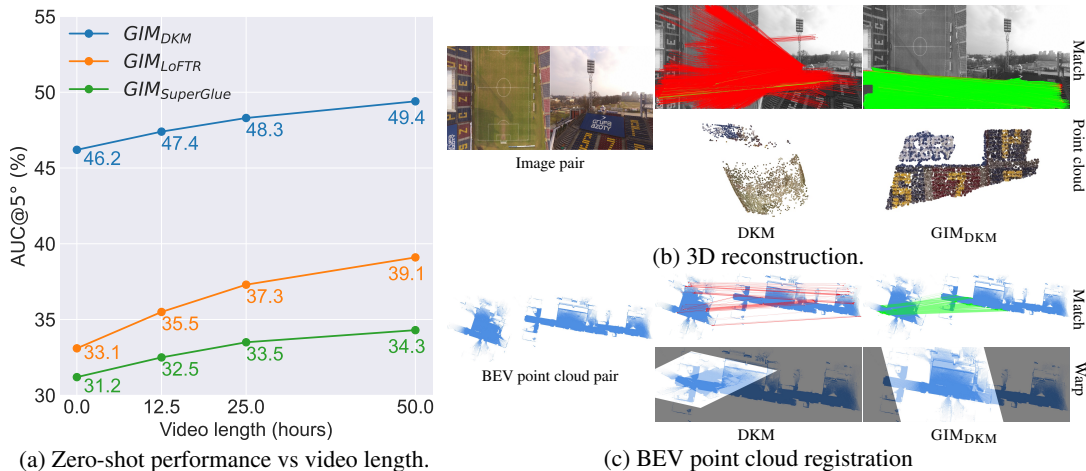 55
50
45
40
35
30
AUC@5° (%)
GIM_DKM
GIM_LoFTR
GIM_SuperGlue
46.2
47.4
48.3
49.4
33.1
35.5
37.3
39.1
31.2
32.5
33.5
34.3
0.0 12.5 25.0 50.0
Video length (hours)
(a) Zero-shot performance vs video length.
GRUPA
AZOTY
Image pair
Match
Point cloud
DKM GIM_DKM
(b) 3D reconstruction.
BEV point cloud pair
Match
Warp
DKM GIM_DKM
(c) BEV point cloud registration